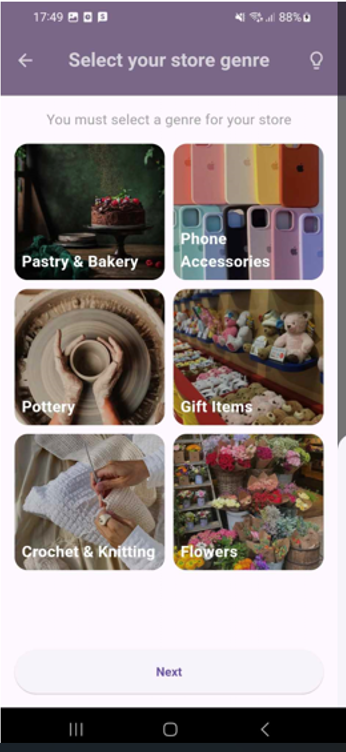 17:49 88%
Select your store genre
You must select a genre for your store
Pastry & Bakery
Phone
Accessories
Pottery
Gift Items
Crochet & Knitting
Flowers
Next